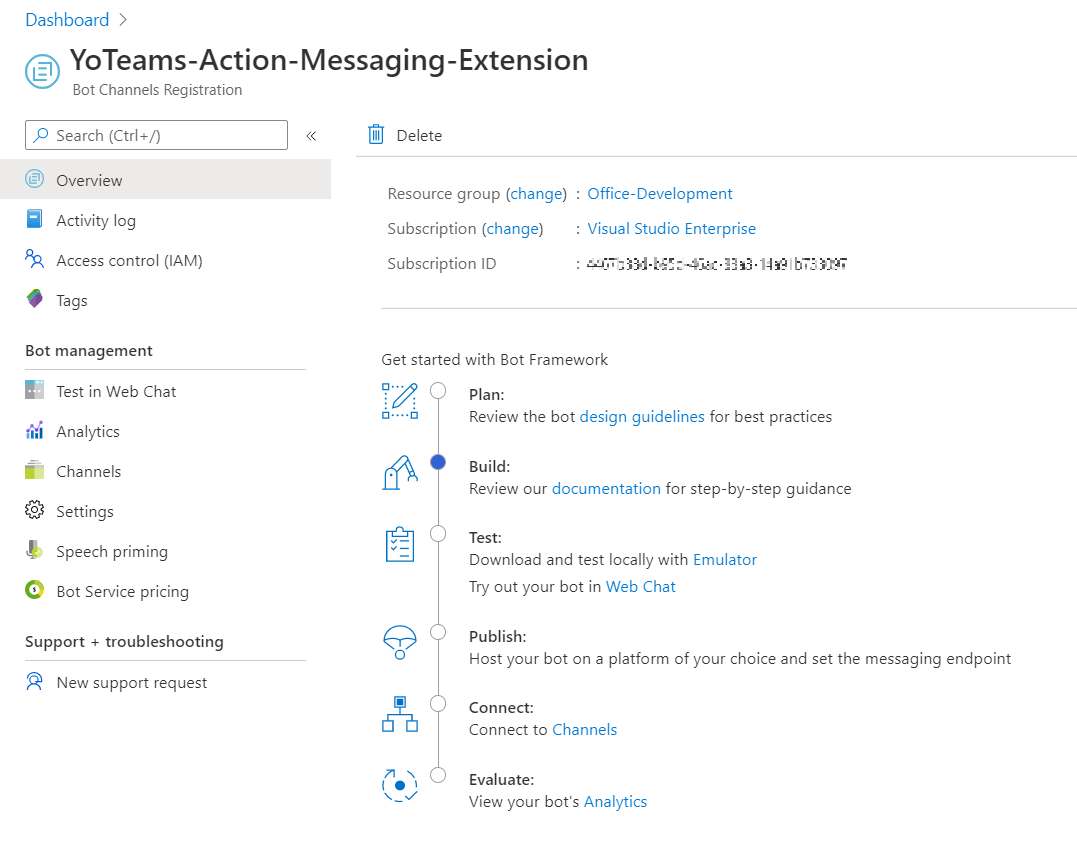 Dashboard >
YoTeams-Action-Messaging-Extension
Bot Channels Registration
Search (Ctrl+/)
«
Delete
Overview
Activity log
Access control (IAM)
Tags
Bot management
Test in Web Chat
Analytics
Channels
Settings
Speech priming
Bot Service pricing
Support + troubleshooting
New support request
Resource group (change) : Office-Development
Subscription (change) : Visual Studio Enterprise
Subscription ID :
Get started with Bot Framework
Plan:
Review the bot design guidelines for best practices
Build:
Review our documentation for step-by-step guidance
Test:
Download and test locally with Emulator
Try out your bot in Web Chat
Publish:
Host your bot on a platform of your choice and set the messaging endpoint
Connect:
Connect to Channels
Evaluate:
View your bot's Analytics